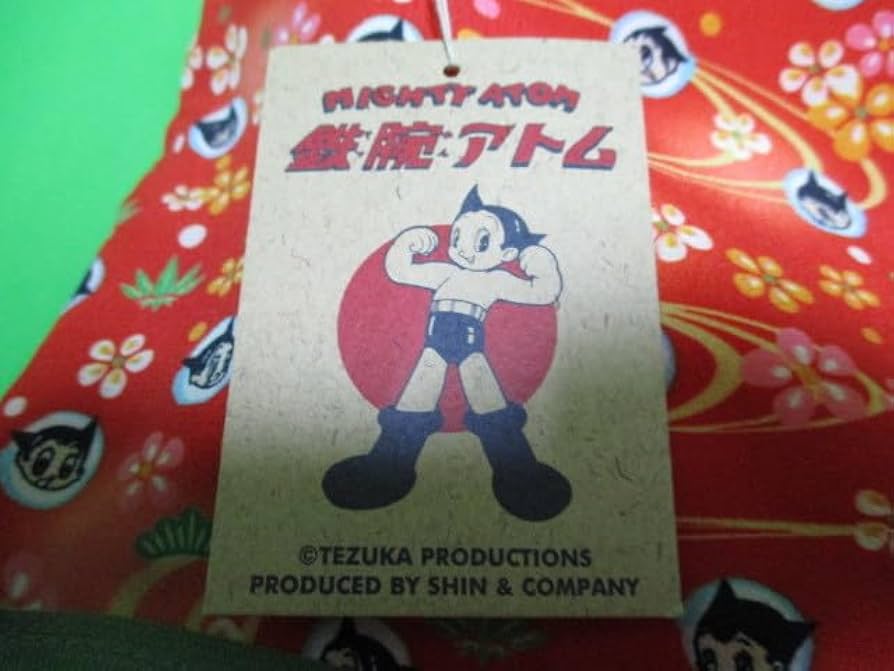 MIGHTY ATOM
鉄腕アトム
©TEZUKA PRODUCTIONS
PRODUCED BY SHIN & COMPANY